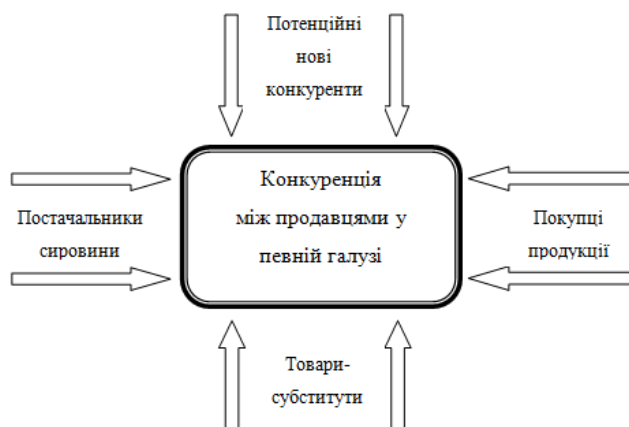 Потенційні
нові
конкуренти
Конкуренція
між продавцями у
певній галузі
Постачальники
сировини
Покупці
продукції
Товари-
субститути